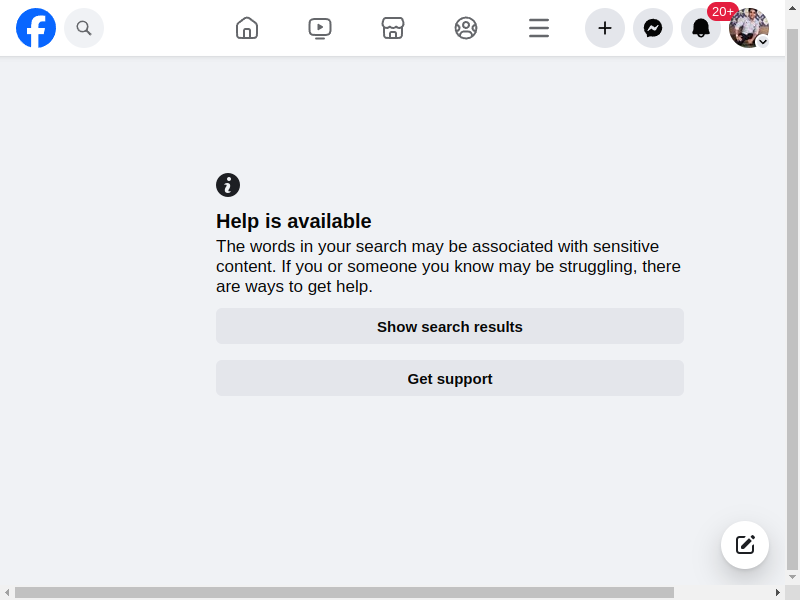 20+
Help is available
The words in your search may be associated with sensitive
content. If you or someone you know may be struggling, there
are ways to get help.
Show search results
Get support